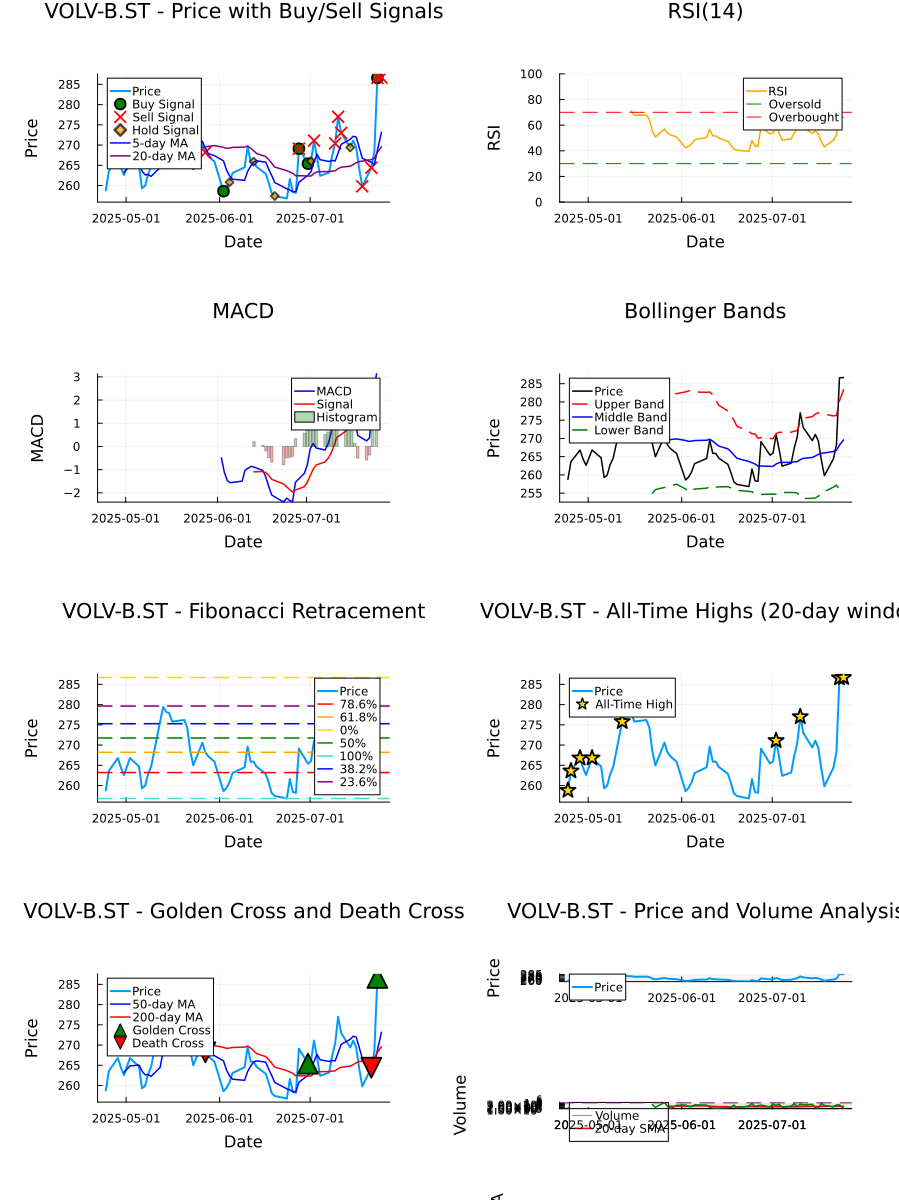 VOLV-B.ST - Price with Buy/Sell Signals
Price
285
280
275
270
265
260
Price
Buy Signal
Sell Signal
Hold Signal
5-day MA
20-day MA
2025-05-01
2025-06-01
2025-07-01
Date
RSI(14)
RSI
100
80
60
40
20
0
RSI
Oversold
Overbought
2025-05-01
2025-06-01
2025-07-01
Date
MACD
MACD
3
2
1
0
−1
−2
MACD
Signal
Histogram
2025-05-01
2025-06-01
2025-07-01
Date
Bollinger Bands
Price
285
280
275
270
265
260
255
Price
Upper Band
Middle Band
Lower Band
2025-05-01
2025-06-01
2025-07-01
Date
VOLV-B.ST - Fibonacci Retracement
Price
285
280
275
270
265
260
Price
78.6%
61.8%
0%
50%
100%
38.2%
23.6%
2025-05-01
2025-06-01
2025-07-01
Date
VOLV-B.ST - All-Time Highs (20-day windo
Price
285
280
275
270
265
260
Price
All-Time High
2025-05-01
2025-06-01
2025-07-01
Date
VOLV-B.ST - Golden Cross and Death Cross
Price
285
280
275
270
265
260
Price
50-day MA
200-day MA
Golden Cross
Death Cross
2025-05-01
2025-06-01
2025-07-01
Date
VOLV-B.ST - Price and Volume Analysis
Price
Price
2025-06-01
2025-07-01
Volume
Volume
20-day SMA
2025-05-01
2025-06-01
2025-07-01